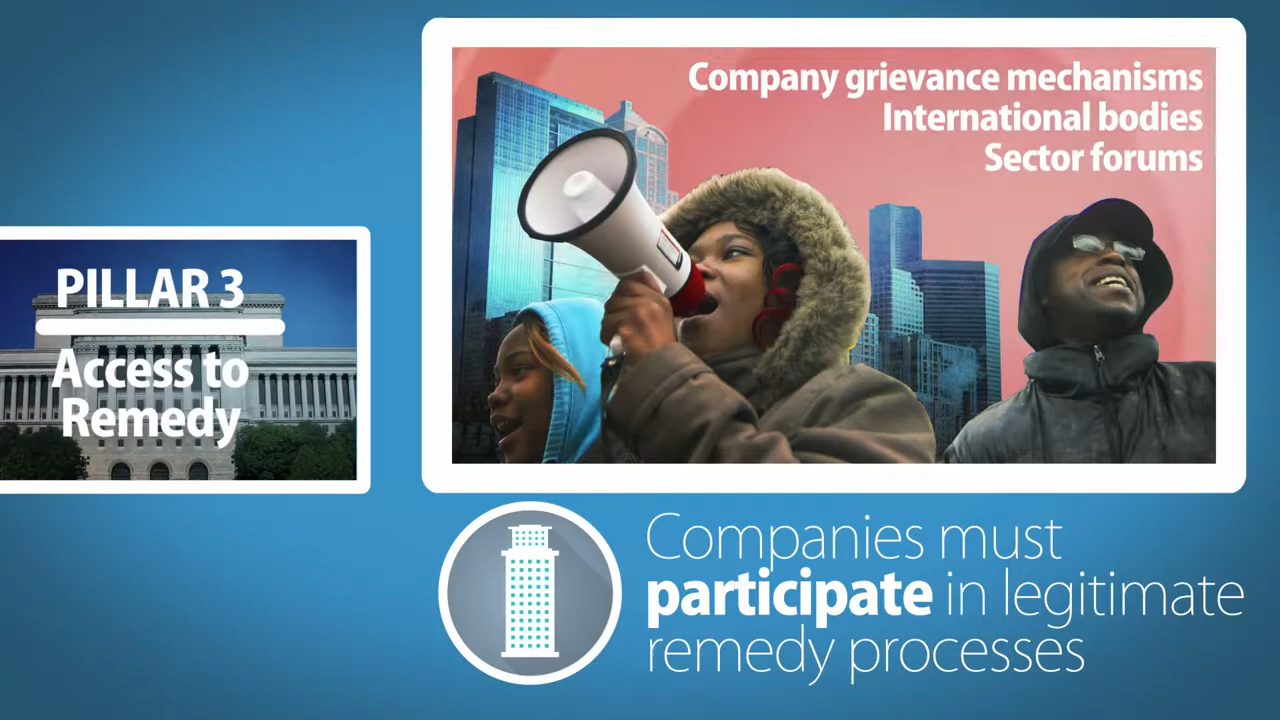 PILLAR 3
Access to
Remedy
Company grievance mechanisms
International bodies
Sector forums
Companies must
participate in legitimate
remedy processes